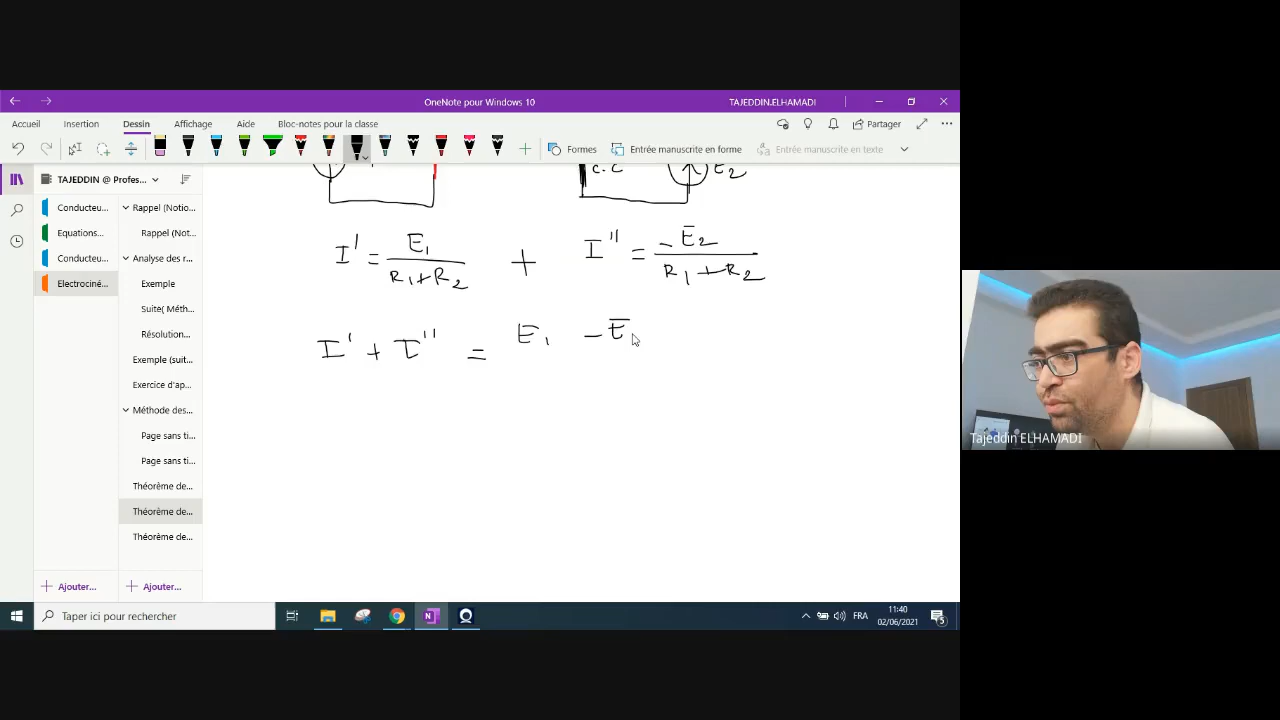 OneNote pour Windows 10
TAJEDDIN.ELHAMADI
Accueil Insertion Dessin Affichage Aide Bloc-notes pour la classe
Partager
Formes Entrée manuscrite en forme Entrée manuscrite en texte
TAJEDDIN @ Profes...
Conducteu...
Equations...
Conducteu...
Electrociné...
Rappel (Notio...
Rappel (Not...
Analyse des r...
Exemple
Suite( Méth...
Résolution...
Exemple (suit...
Exercice d'ap...
Méthode des...
Page sans ti...
Page sans ti...
Théorème de...
Théorème de...
Théorème de...
Ajouter... Ajouter...
C.C E2
I' = E1 / R1+R2 + I'' = -E2 / R1+R2
I' + I'' = E1 -E
Tajeddin ELHAMADI
Taper ici pour rechercher
FRA
11:40
02/06/2021
5